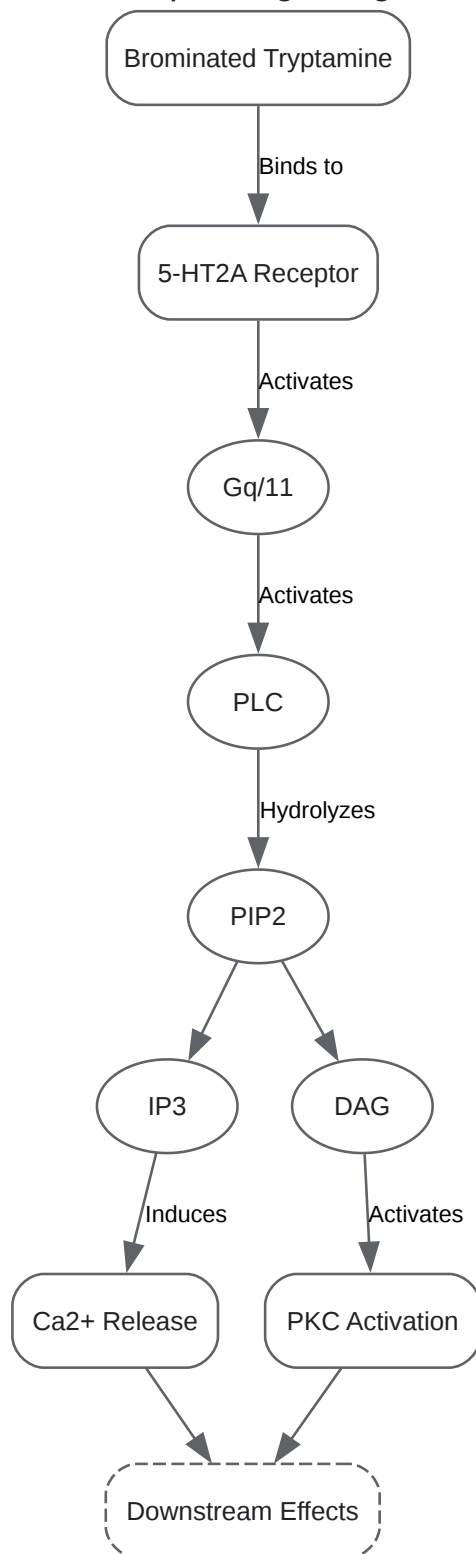 Brominated Tryptamine
Binds to
5-HT2A Receptor
Activates
Gq/11
Activates
PLC
Hydrolyzes
PIP2
IP3
DAG
Induces
Activates
Ca2+ Release
PKC Activation
Downstream Effects